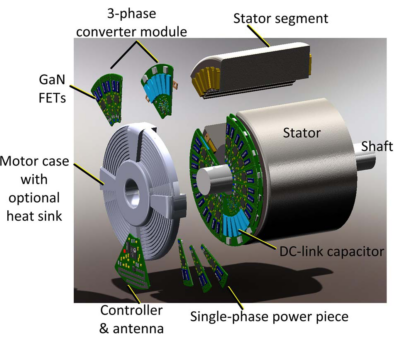 3-phase
converter module
Stator segment
GaN
FETs
Stator
Shaft
Motor case
with
optional
heat sink
DC-link capacitor
Controller
& antenna
Single-phase power piece